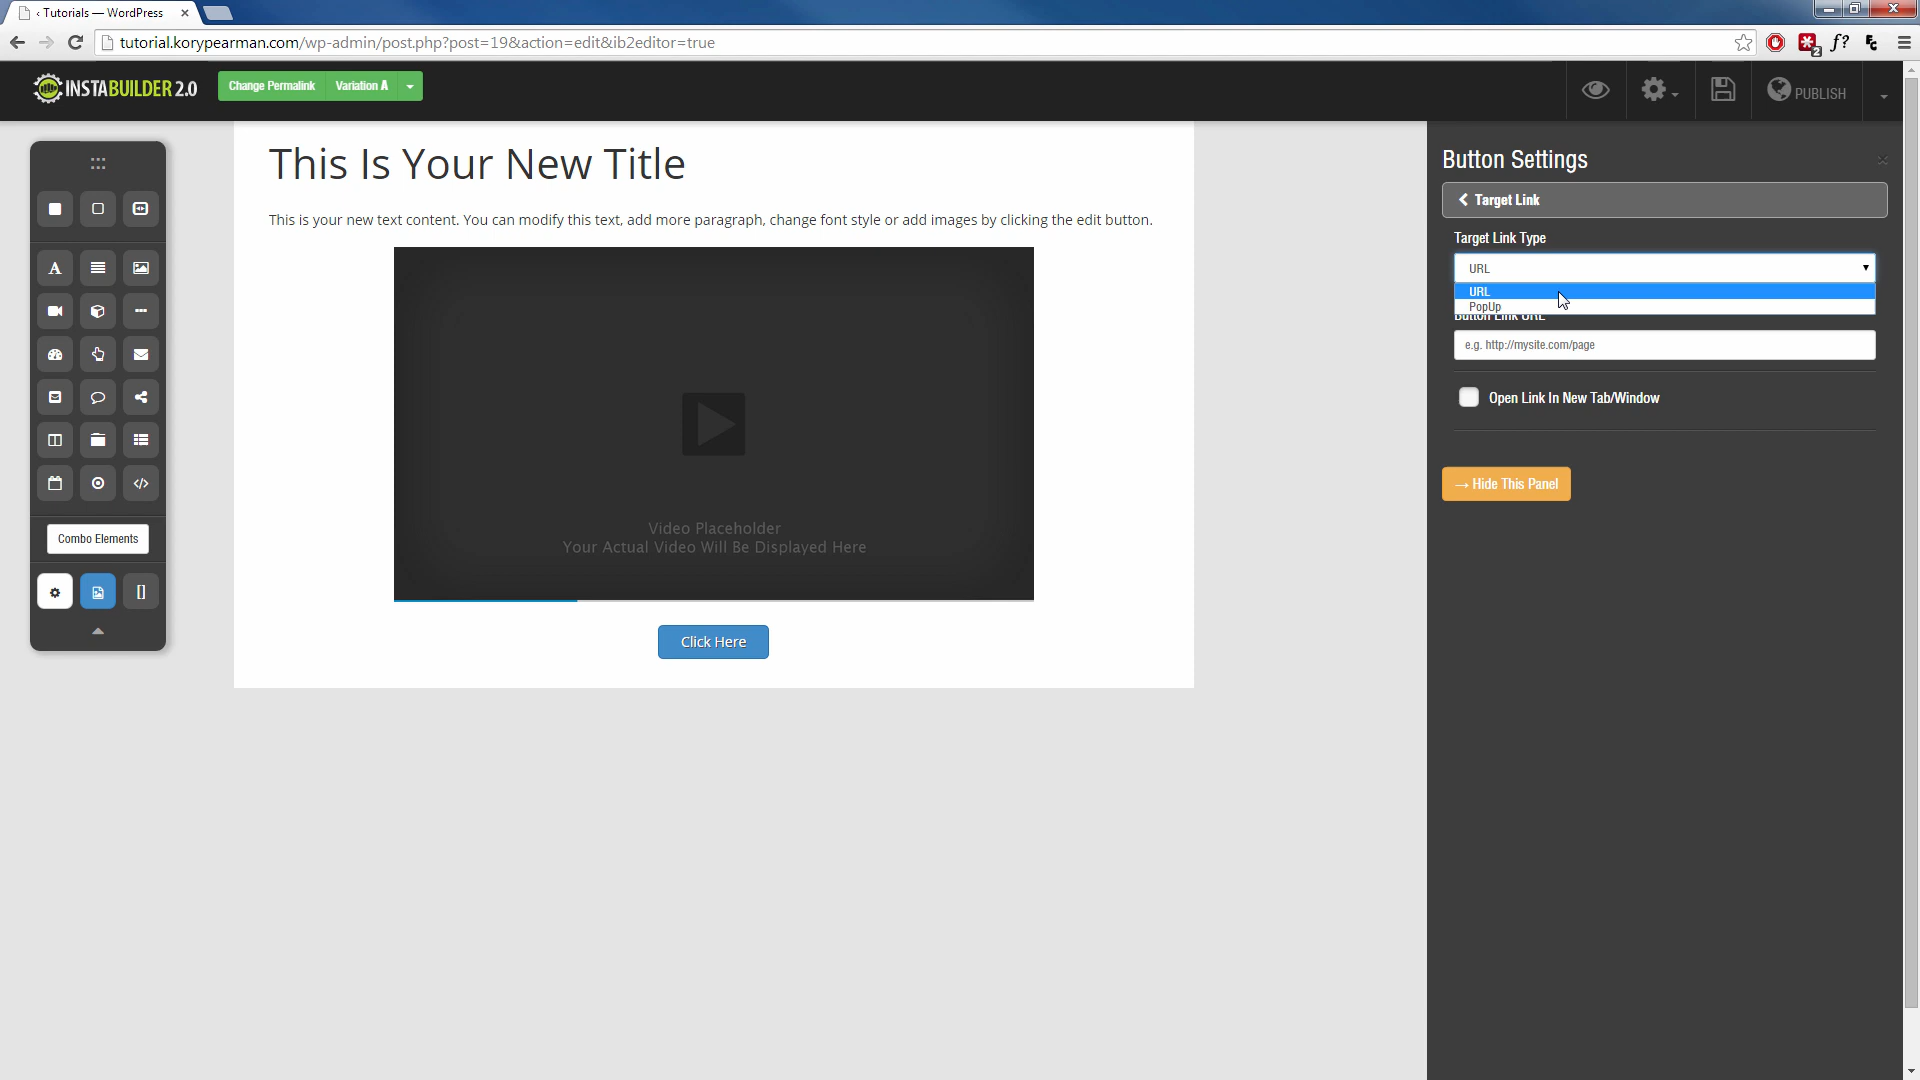 ‹ Tutorials — WordPress
tutorial.korypearman.com/wp-admin/post.php?post=19&action=edit&ib2editor=true
2
f?
INSTABUILDER 2.0
Change Permalink
Variation A
PUBLISH
This Is Your New Title
This is your new text content. You can modify this text, add more paragraph, change font style or add images by clicking the edit button.
Video Placeholder
Your Actual Video Will Be Displayed Here
Click Here
A
Combo Elements
Button Settings
Target Link
Target Link Type
URL
URL
PopUp
Button Link URL
e.g. http://mysite.com/page
Open Link In New Tab/Window
→ Hide This Panel